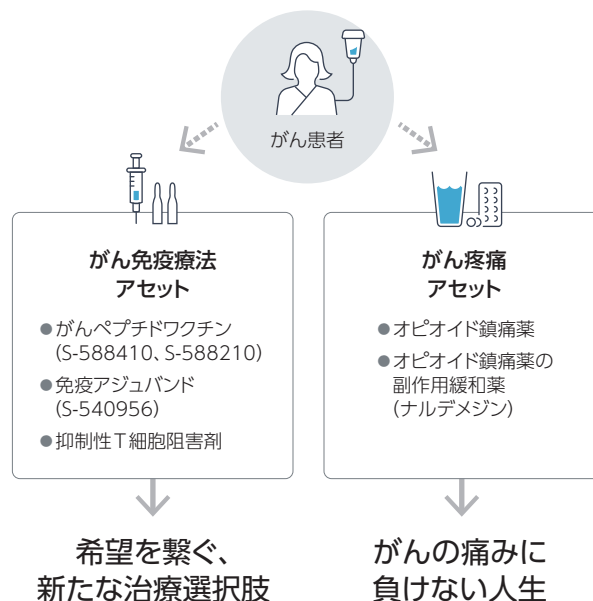 がん患者
がん免疫療法
アセット
●がんペプチドワクチン
(S-588410、S-588210)
●免疫アジュバンド
(S-540956)
●抑制性T細胞阻害剤
希望を繋ぐ、
新たな治療選択肢
がん疼痛
アセット
●オピオイド鎮痛薬
●オピオイド鎮痛薬の
副作用緩和薬
(ナルデメジン)
がんの痛みに
負けない人生